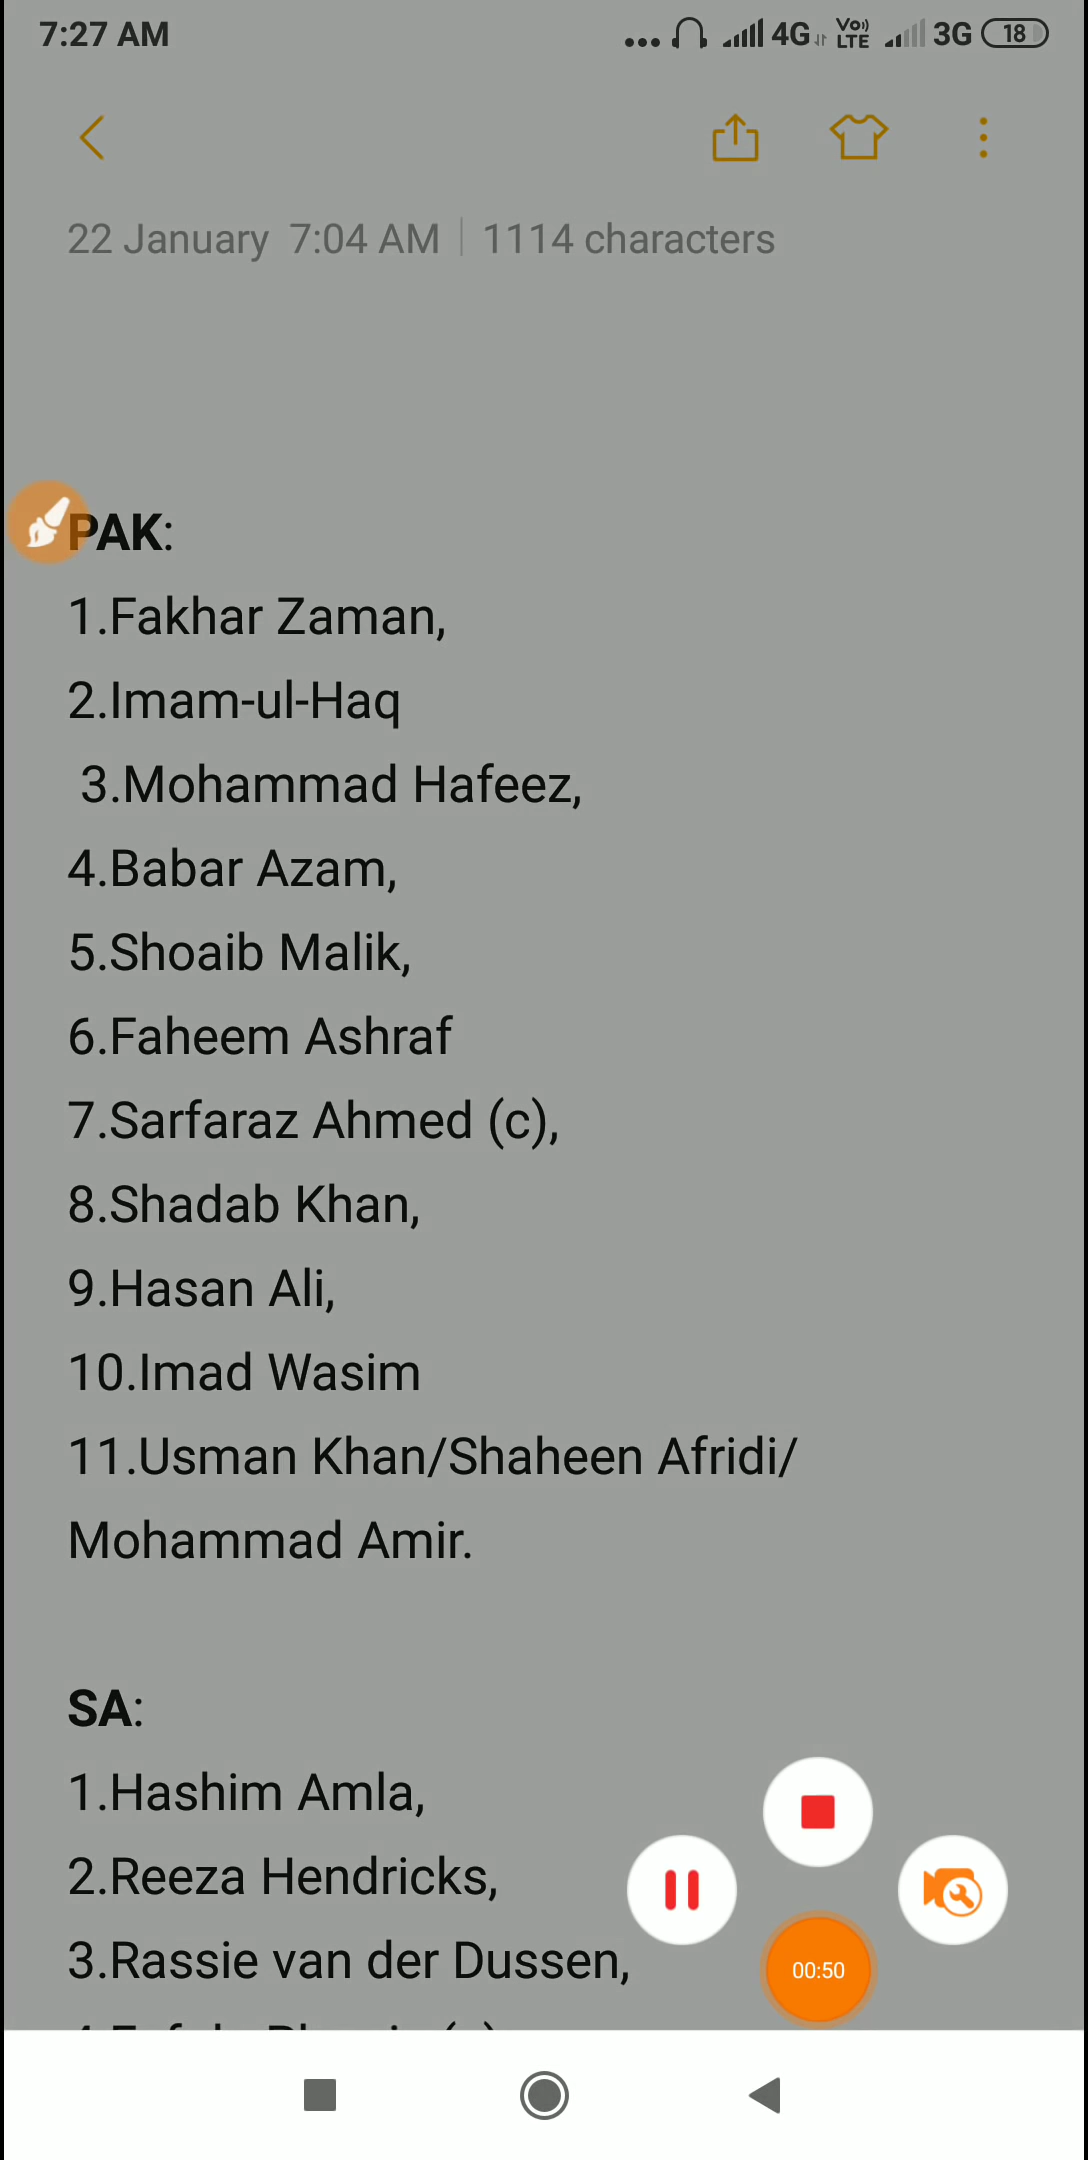 7:27 AM
4G VoLTE 3G 18
22 January 7:04 AM | 1114 characters
PAK:
1.Fakhar Zaman,
2.Imam-ul-Haq
3.Mohammad Hafeez,
4.Babar Azam,
5.Shoaib Malik,
6.Faheem Ashraf
7.Sarfaraz Ahmed (c),
8.Shadab Khan,
9.Hasan Ali,
10.Imad Wasim
11.Usman Khan/Shaheen Afridi/
Mohammad Amir.
SA:
1.Hashim Amla,
2.Reeza Hendricks,
3.Rassie van der Dussen,
00:50